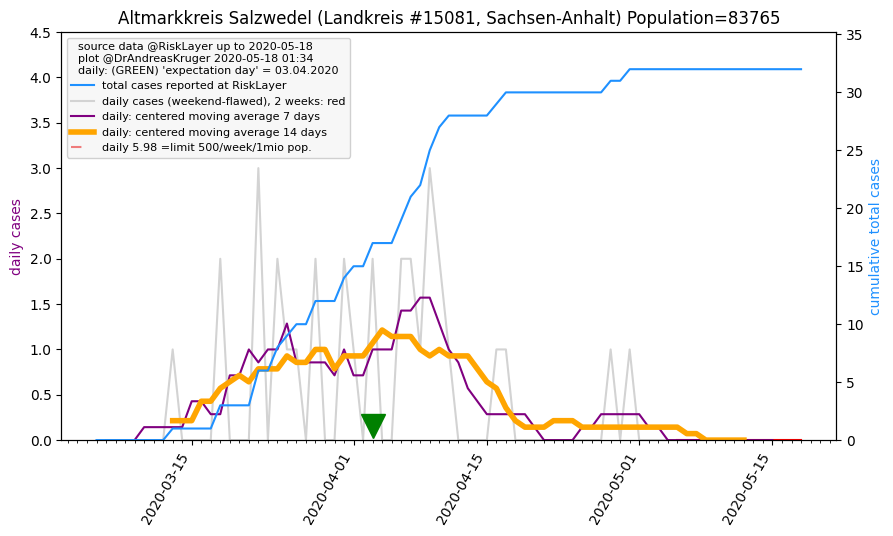 Altmarkkreis Salzwedel (Landkreis #15081, Sachsen-Anhalt) Population=83765
source data @RiskLayer up to 2020-05-18
plot @DrAndreasKruger 2020-05-18 01:34
daily: (GREEN) 'expectation day' = 03.04.2020
total cases reported at RiskLayer
daily cases (weekend-flawed), 2 weeks: red
daily: centered moving average 7 days
daily: centered moving average 14 days
daily 5.98 =limit 500/week/1mio pop.
daily cases
4.5
4.0
3.5
3.0
2.5
2.0
1.5
1.0
0.5
0.0
cumulative total cases
35
30
25
20
15
10
5
0
2020-03-15
2020-04-01
2020-04-15
2020-05-01
2020-05-15